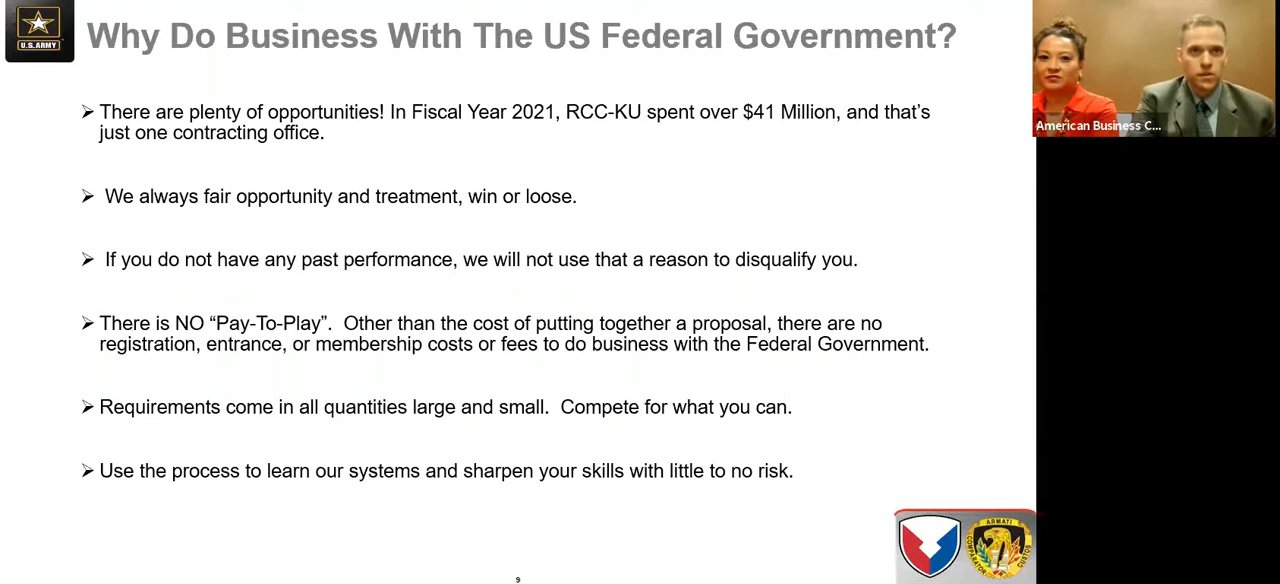 U.S. ARMY
Why Do Business With The US Federal Government?
American Business C...
➢ There are plenty of opportunities! In Fiscal Year 2021, RCC-KU spent over $41 Million, and that's
just one contracting office.
➢ We always fair opportunity and treatment, win or loose.
➢ If you do not have any past performance, we will not use that a reason to disqualify you.
➢ There is NO “Pay-To-Play”. Other than the cost of putting together a proposal, there are no
registration, entrance, or membership costs or fees to do business with the Federal Government.
➢ Requirements come in all quantities large and small. Compete for what you can.
➢ Use the process to learn our systems and sharpen your skills with little to no risk.
ARMATI
COMPARATOR
CUSTOS
9